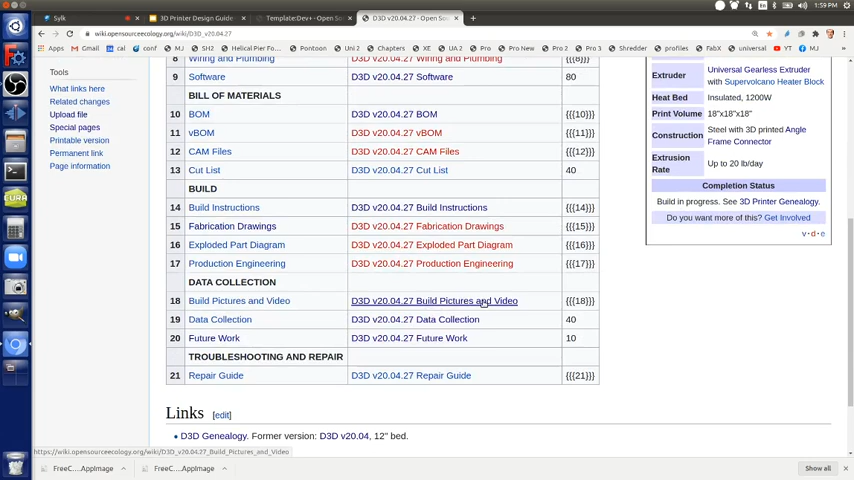 1:59 PM
Sylk
3D Printer Design Guide
Template:Dev+ - Open So
D3D v20.04.27 - Open Sou
wiki.opensourceecology.org/wiki/D3D_v20.04.27
M Gmail cal conf MJ SH2 Helical Pier Fo... Pontoon Uni 2 Chapters XE UA 2 Pro Pro New Pro 2 Pro 3 Shredder profiles FabX universal YT MJ
Tools
What links here
Related changes
Upload file
Special pages
Printable version
Permanent link
Page information
8 Wiring and Plumbing D3D v20.04.27 Wiring and Plumbing {{{8}}}
9 Software D3D v20.04.27 Software 80
BILL OF MATERIALS
10 BOM D3D v20.04.27 BOM {{{10}}}
11 vBOM D3D v20.04.27 vBOM {{{11}}}
12 CAM Files D3D v20.04.27 CAM Files {{{12}}}
13 Cut List D3D v20.04.27 Cut List 40
BUILD
14 Build Instructions D3D v20.04.27 Build Instructions {{{14}}}
15 Fabrication Drawings D3D v20.04.27 Fabrication Drawings {{{15}}}
16 Exploded Part Diagram D3D v20.04.27 Exploded Part Diagram {{{16}}}
17 Production Engineering D3D v20.04.27 Production Engineering {{{17}}}
DATA COLLECTION
18 Build Pictures and Video D3D v20.04.27 Build Pictures and Video {{{18}}}
19 Data Collection D3D v20.04.27 Data Collection 40
20 Future Work D3D v20.04.27 Future Work 10
TROUBLESHOOTING AND REPAIR
21 Repair Guide D3D v20.04.27 Repair Guide {{{21}}}
Links [edit]
D3D Genealogy. Former version: D3D v20.04, 12" bed.
Extruder Universal Gearless Extruder
with Supervolcano Heater Block
Heat Bed Insulated, 1200W
Print Volume 18"x18"x18"
Construction Steel with 3D printed Angle
Frame Connector
Extrusion
Rate Up to 20 lb/day
Completion Status
Build in progress. See 3D Printer Genealogy.
Do you want more of this? Get Involved
v·d·e
https://wiki.opensourceecology.org/wiki/D3D_v20.04.27_Build_Pictures_and_Video
FreeC....AppImage
FreeC....AppImage
Show all